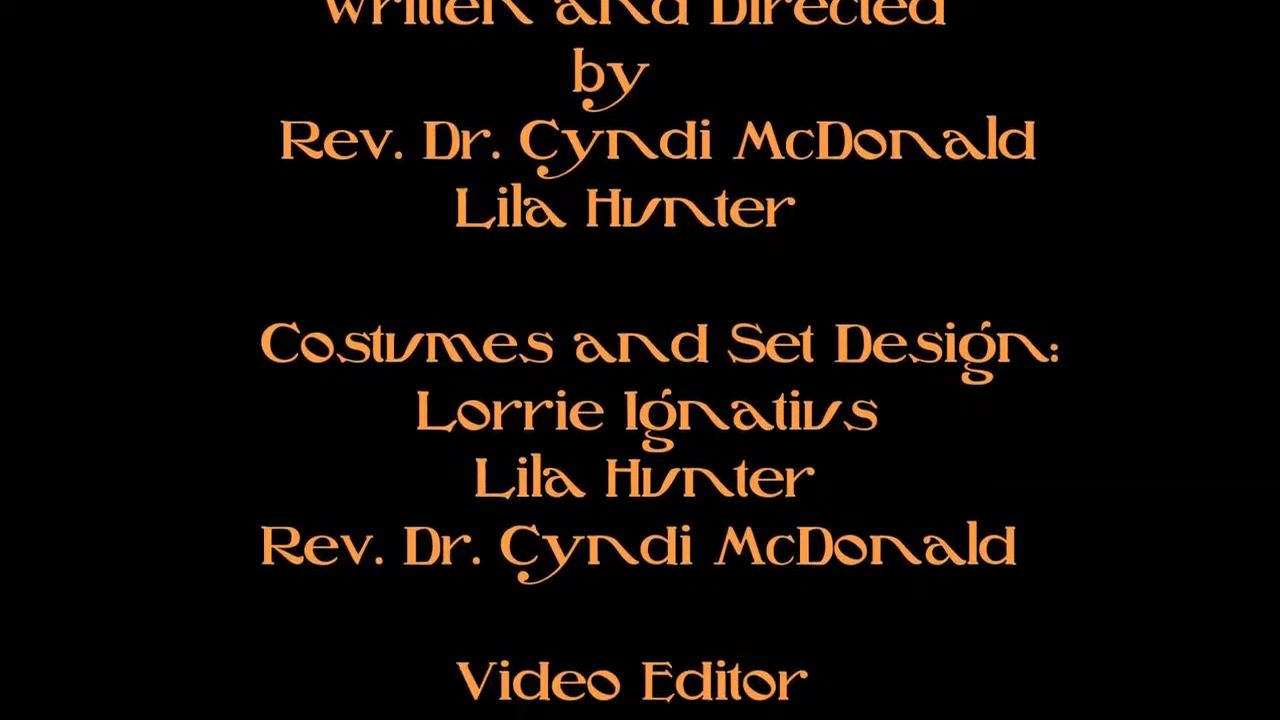 Written and Directed
by
Rev. Dr. Cyndi McDonald
Lila Hunter
Costumes and Set Design:
Lorrie Ignatius
Lila Hunter
Rev. Dr. Cyndi McDonald
Video Editor